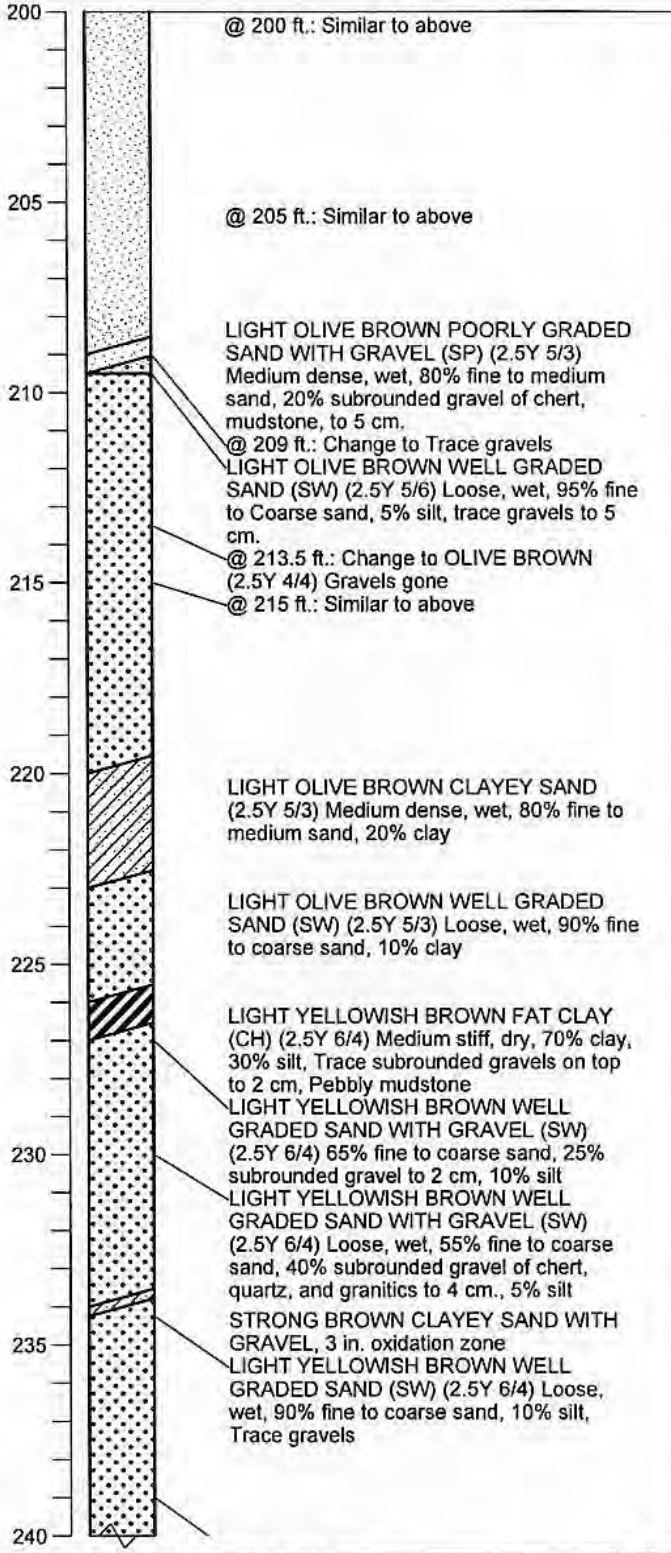 200
@ 200 ft.: Similar to above
205
@ 205 ft.: Similar to above
LIGHT OLIVE BROWN POORLY GRADED
SAND WITH GRAVEL (SP) (2.5Y 5/3)
Medium dense, wet, 80% fine to medium
sand, 20% subrounded gravel of chert,
mudstone, to 5 cm.
210
@ 209 ft.: Change to Trace gravels
LIGHT OLIVE BROWN WELL GRADED
SAND (SW) (2.5Y 5/6) Loose, wet, 95% fine
to Coarse sand, 5% silt, trace gravels to 5
cm.
@ 213.5 ft.: Change to OLIVE BROWN
(2.5Y 4/4) Gravels gone
215
@ 215 ft.: Similar to above
220
LIGHT OLIVE BROWN CLAYEY SAND
(2.5Y 5/3) Medium dense, wet, 80% fine to
medium sand, 20% clay
LIGHT OLIVE BROWN WELL GRADED
SAND (SW) (2.5Y 5/3) Loose, wet, 90% fine
to coarse sand, 10% clay
225
LIGHT YELLOWISH BROWN FAT CLAY
(CH) (2.5Y 6/4) Medium stiff, dry, 70% clay,
30% silt, Trace subrounded gravels on top
to 2 cm, Pebbly mudstone
LIGHT YELLOWISH BROWN WELL
GRADED SAND WITH GRAVEL (SW)
(2.5Y 6/4) 65% fine to coarse sand, 25%
subrounded gravel to 2 cm, 10% silt
230
LIGHT YELLOWISH BROWN WELL
GRADED SAND WITH GRAVEL (SW)
(2.5Y 6/4) Loose, wet, 55% fine to coarse
sand, 40% subrounded gravel of chert,
quartz, and granitics to 4 cm., 5% silt
STRONG BROWN CLAYEY SAND WITH
GRAVEL, 3 in. oxidation zone
235
LIGHT YELLOWISH BROWN WELL
GRADED SAND (SW) (2.5Y 6/4) Loose,
wet, 90% fine to coarse sand, 10% silt,
Trace gravels
240